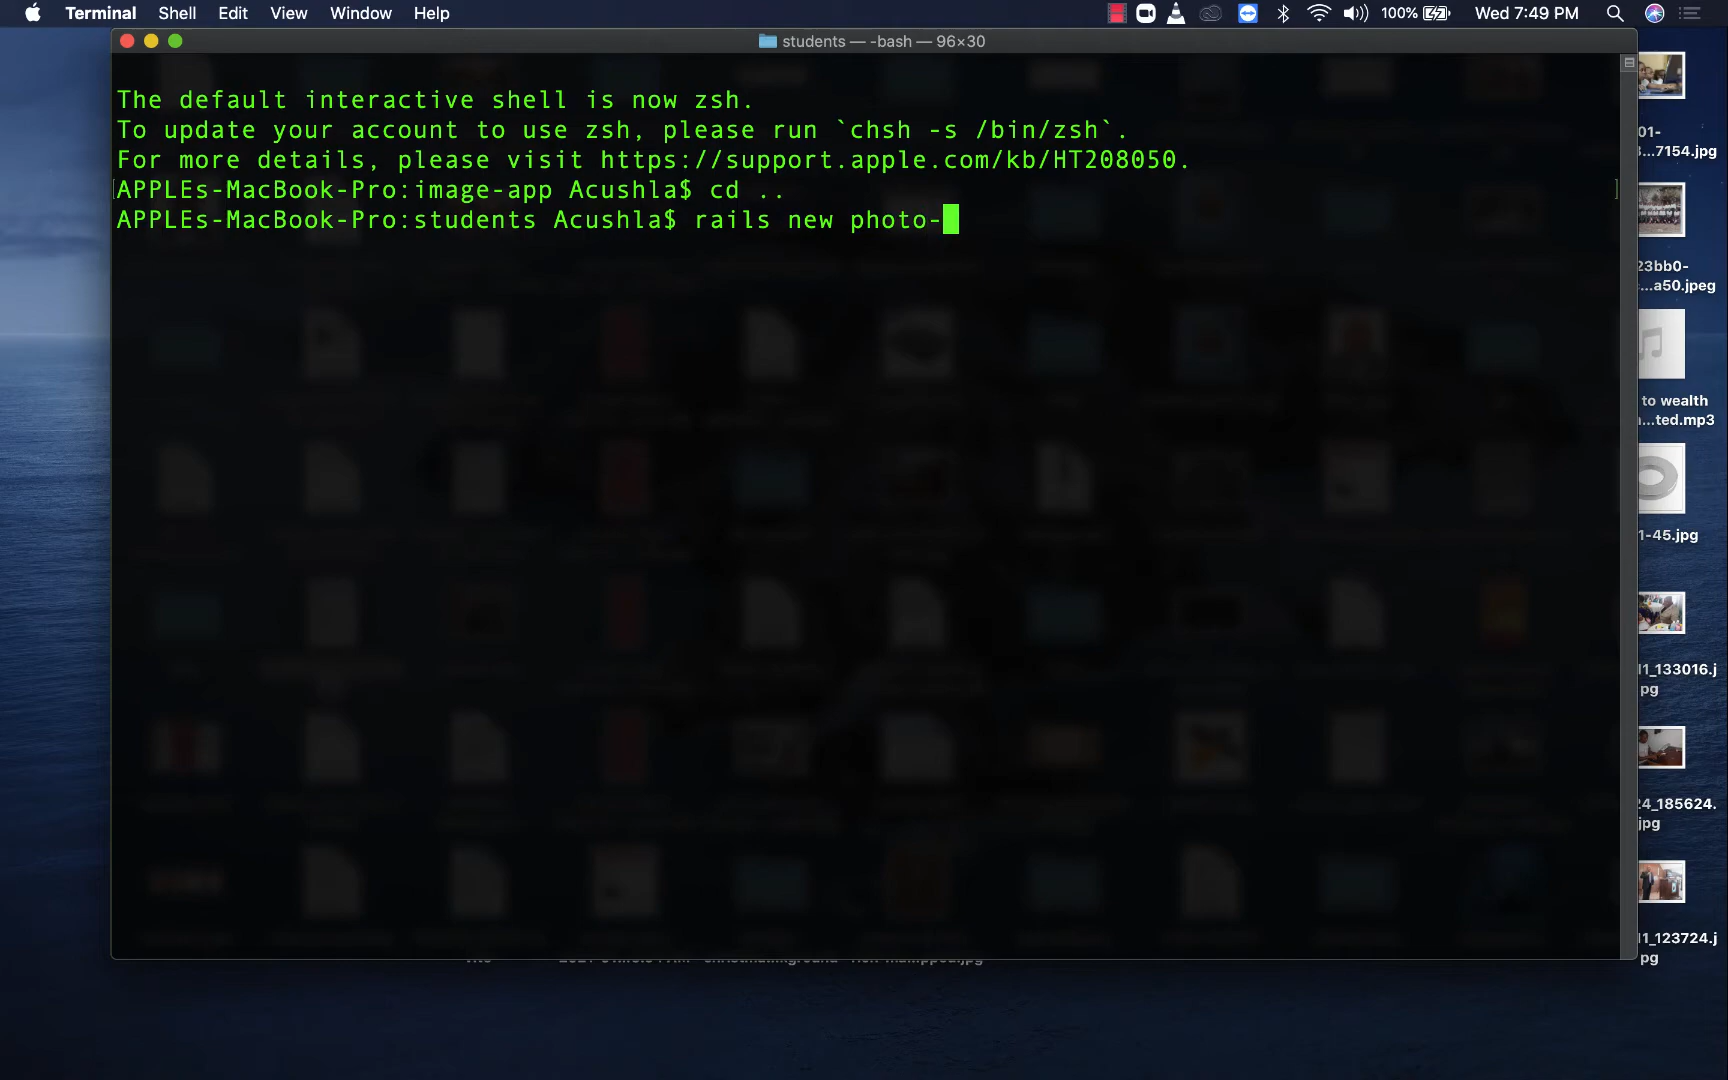 Terminal Shell Edit View Window Help 100% Wed 7:49 PM
students — -bash — 96×30
The default interactive shell is now zsh.
To update your account to use zsh, please run `chsh -s /bin/zsh`.
For more details, please visit https://support.apple.com/kb/HT208050.
APPLEs-MacBook-Pro:image-app Acushla$ cd ..
APPLEs-MacBook-Pro:students Acushla$ rails new photo-
01-
...7154.jpg
23bb0-
...a50.jpeg
to wealth
...ted.mp3
1-45.jpg
11_133016.j
pg
24_185624.
jpg
11_123724.j
pg